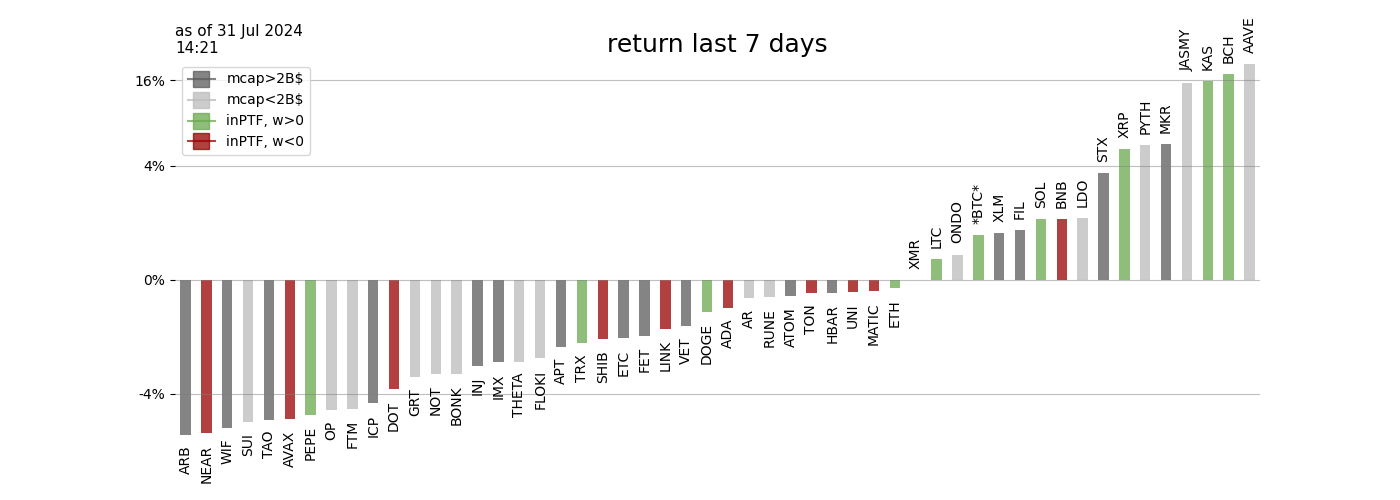 as of 31 Jul 2024
14:21
return last 7 days
mcap>2B$
mcap<2B$
inPTF, w>0
inPTF, w<0
16%
4%
0%
-4%
ARB
NEAR
WIF
SUI
TAO
AVAX
PEPE
OP
FTM
ICP
DOT
GRT
NOT
BONK
INJ
IMX
THETA
FLOKI
APT
TRX
SHIB
ETC
FET
LINK
VET
DOGE
ADA
AR
RUNE
ATOM
TON
HBAR
UNI
MATIC
ETH
XMR
LTC
ONDO
*BTC*
XLM
FIL
SOL
BNB
LDO
STX
XRP
PYTH
MKR
JASMY
KAS
BCH
AAVE